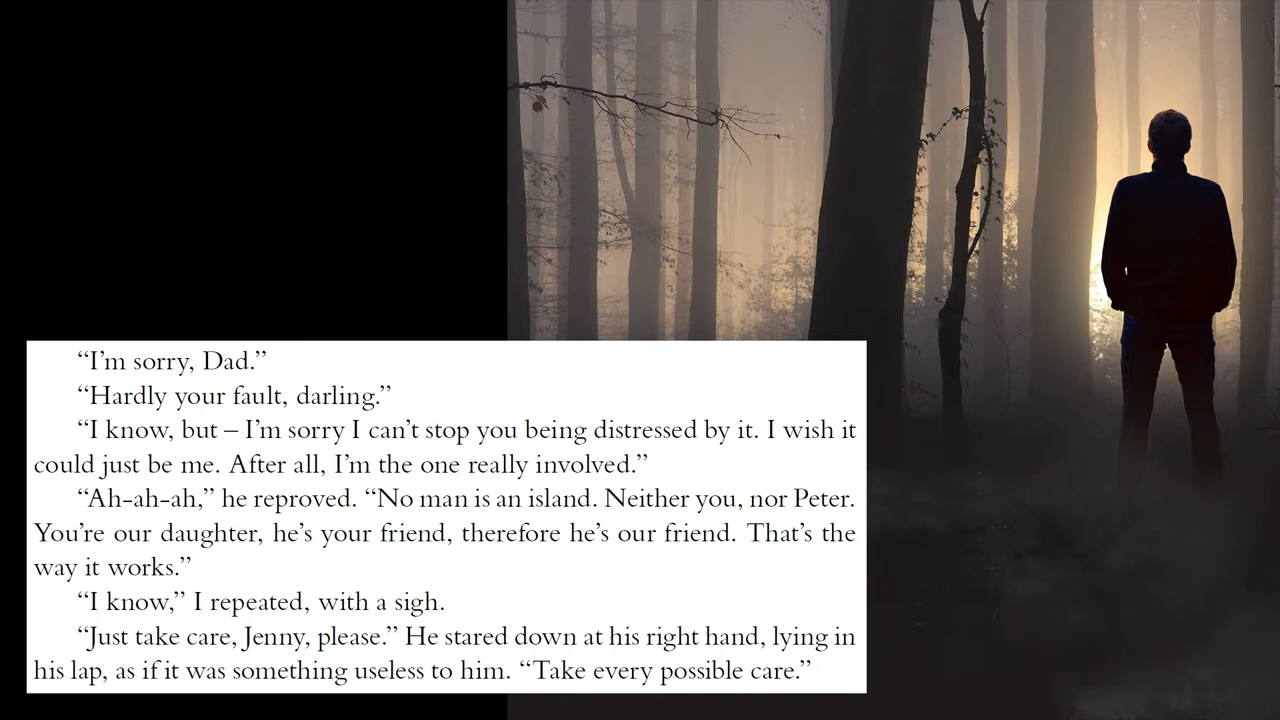 “I’m sorry, Dad.”
“Hardly your fault, darling.”
“I know, but – I’m sorry I can’t stop you being distressed by it. I wish it
could just be me. After all, I’m the one really involved.”
“Ah-ah-ah,” he reproved. “No man is an island. Neither you, nor Peter.
You’re our daughter, he’s your friend, therefore he’s our friend. That’s the
way it works.”
“I know,” I repeated, with a sigh.
“Just take care, Jenny, please.” He stared down at his right hand, lying in
his lap, as if it was something useless to him. “Take every possible care.”